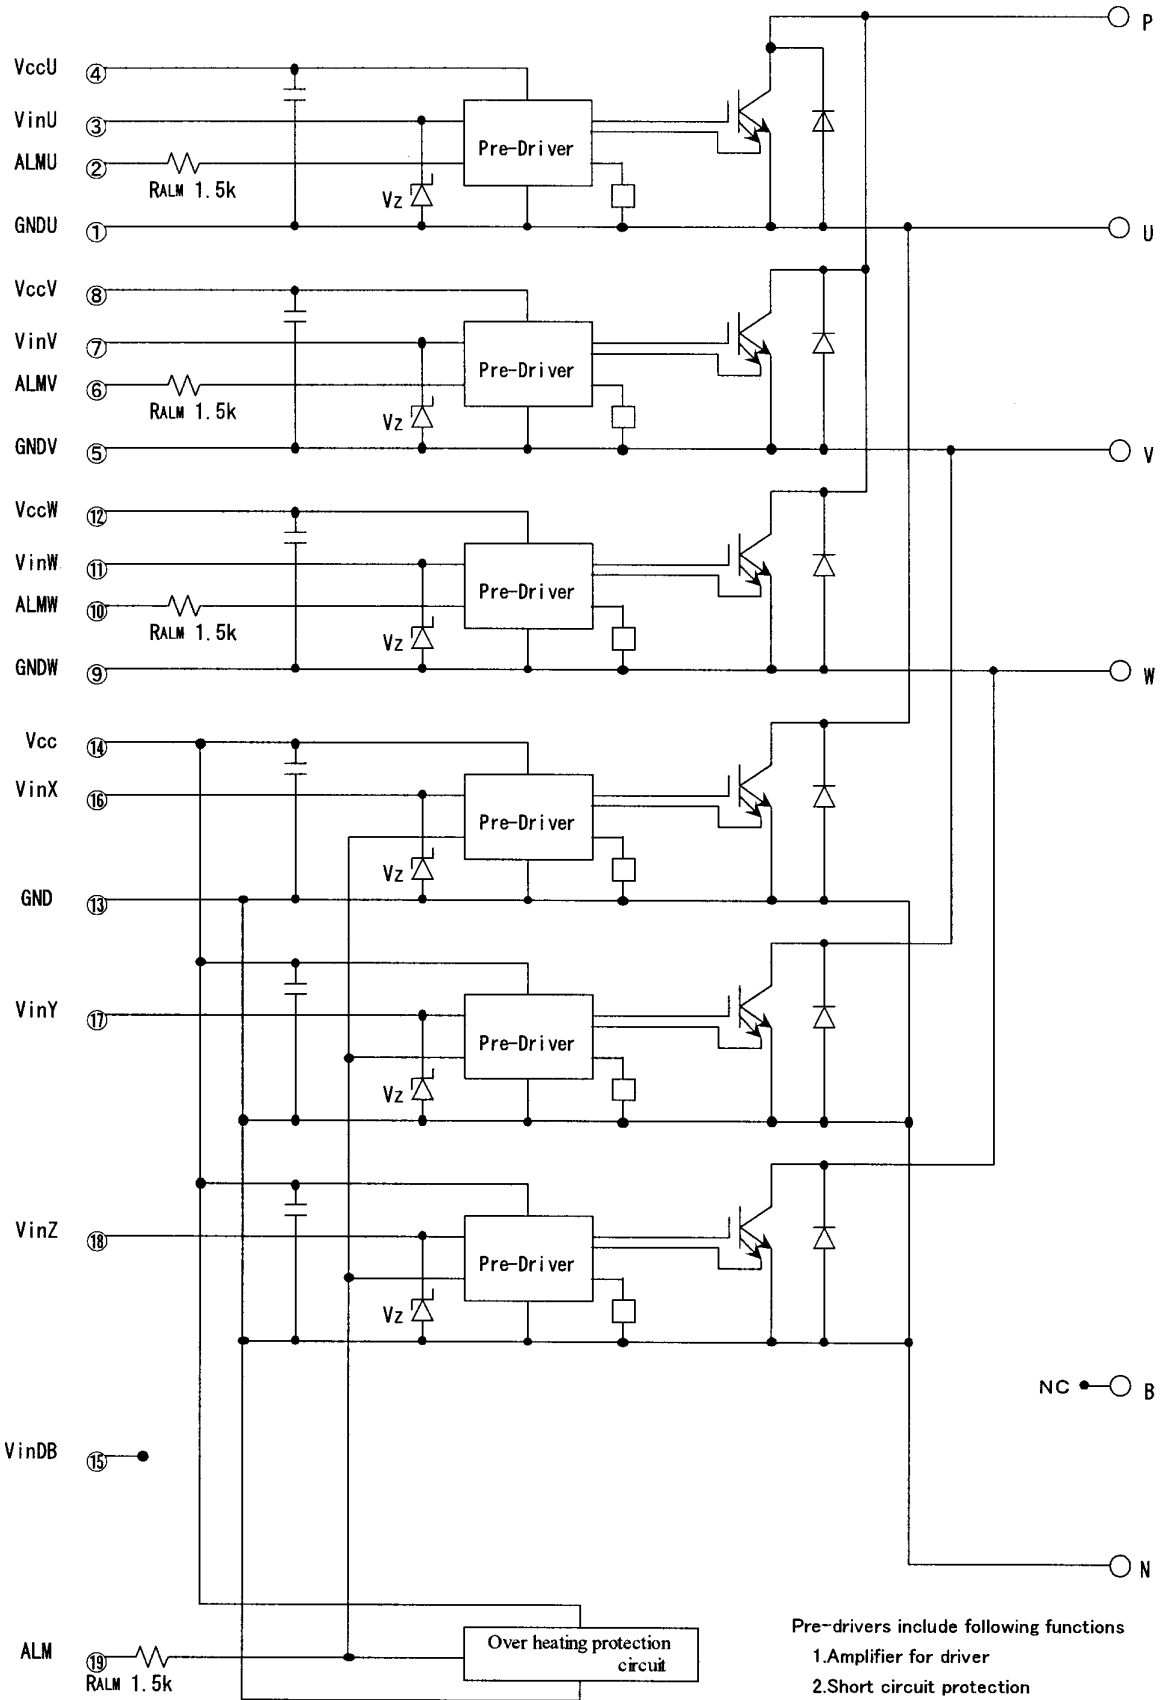 P
VccU ④
VinU ③
Pre-Driver
ALMU ②
RALM 1.5k
Vz
GNDU ①
U
VccV ⑧
VinV ⑦
Pre-Driver
ALMV ⑥
RALM 1.5k
Vz
GNDV ⑤
V
VccW ⑫
VinW ⑪
Pre-Driver
ALMW ⑩
RALM 1.5k
Vz
GNDW ⑨
W
Vcc ⑭
VinX ⑯
Pre-Driver
Vz
GND ⑬
VinY ⑰
Pre-Driver
Vz
VinZ ⑱
Pre-Driver
Vz
NC B
VinDB ⑮
N
ALM ⑲
RALM 1.5k
Over heating protection
circuit
Pre-drivers include following functions
1.Amplifier for driver
2.Short circuit protection